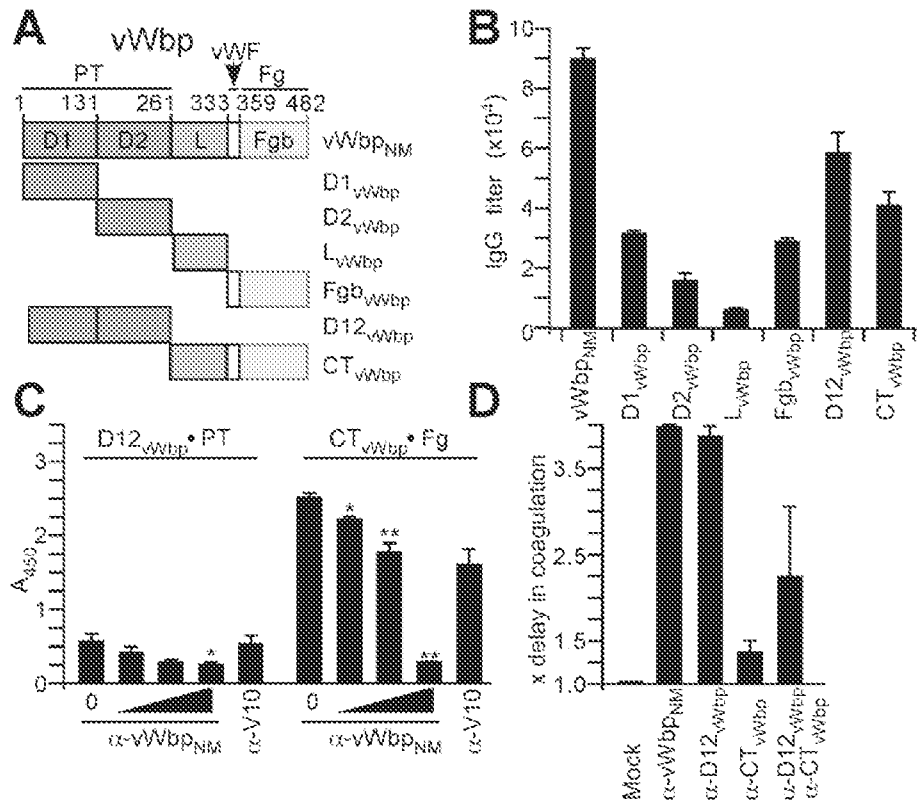 A
vWbp
vWF
PT
Fg
1 131 261 333 359 482
D1 D2 L Fgb vWbpNM
D1vWbp
D2vWbp
LvWbp
FgbvWbp
D12vWbp
CTvWbp
B
IgG titer (x10⁴)
10
8
6
4
2
0
vWbpNM
D1vWbp
D2vWbp
LvWbp
FgbvWbp
D12vWbp
CTvWbp
C
D12vWbp• PT
CTvWbp• Fg
A450
3
2
1
0
*
*
**
**
0
α-vWbpNM
α-V10
0
α-vWbpNM
α-V10
D
x delay in coagulation
3.5
2.5
1.5
1.0
Mock
α-vWbpNM
α-D12vWbp
α-CTvWbp
α-D12vWbp
α-CTvWbp